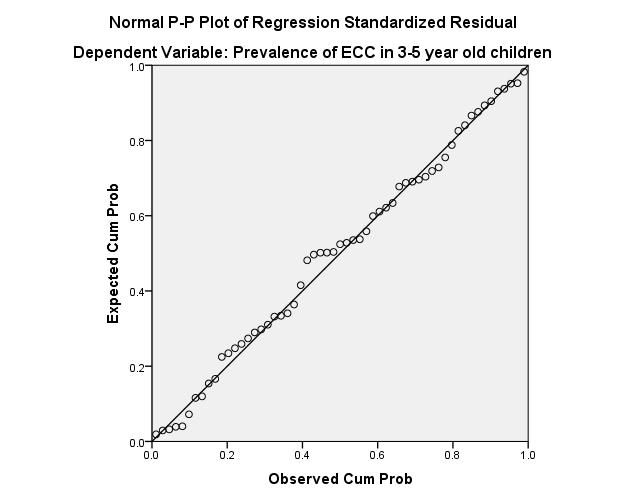 Normal P-P Plot of Regression Standardized Residual
Dependent Variable: Prevalence of ECC in 3-5 year old children
Expected Cum Prob
1.0
0.8
0.6
0.4
0.2
0.0
0.0 0.2 0.4 0.6 0.8 1.0
Observed Cum Prob